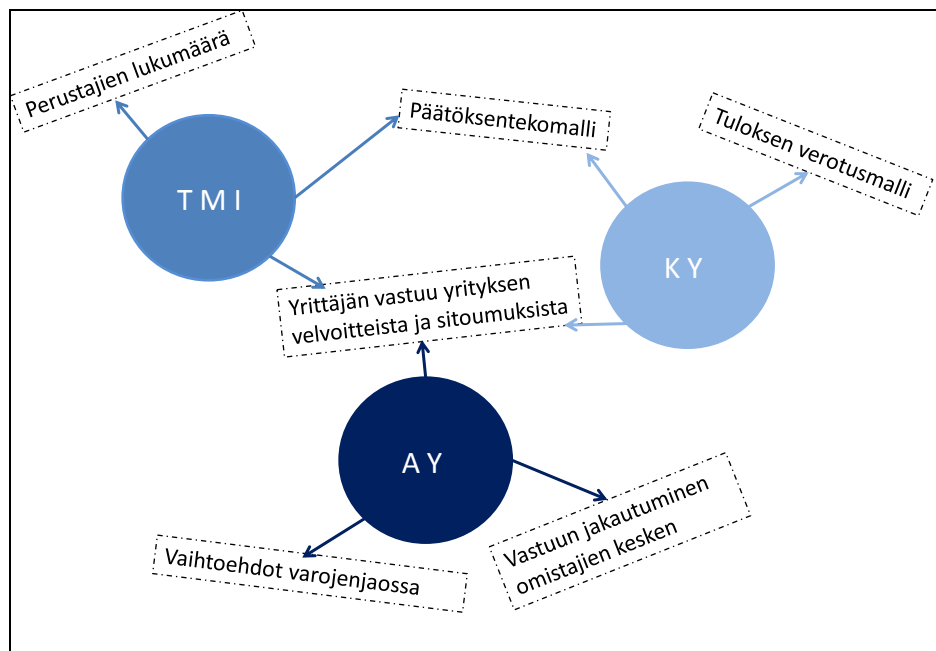 Perustajien lukumäärä
Päätöksentekomalli
Tuloksen verotusmalli
T M I
K Y
Yrittäjän vastuu yrityksen
velvoitteista ja sitoumuksista
A Y
Vastuun jakautuminen
omistajien kesken
Vaihtoehdot varojenjaossa